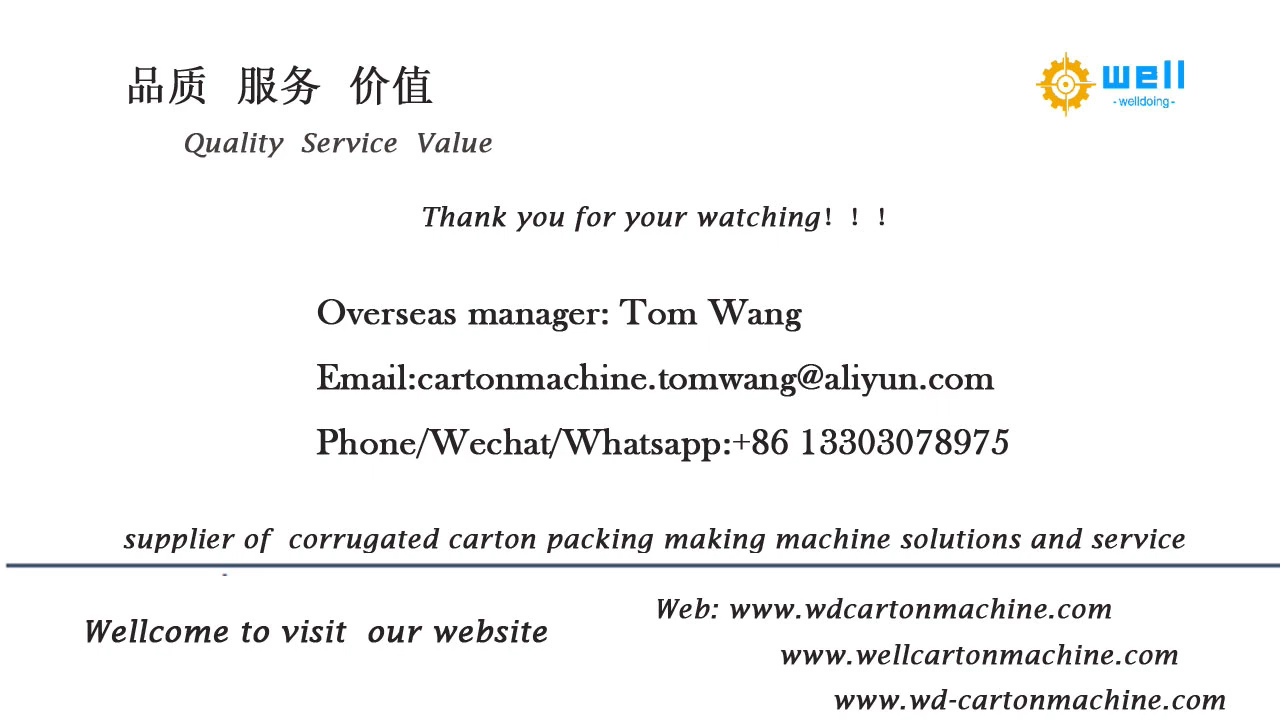 品质 服务 价值
well
-welldoing-
Quality Service Value
Thank you for your watching！！！
Overseas manager: Tom Wang
Email:cartonmachine.tomwang@aliyun.com
Phone/Wechat/Whatsapp:+86 13303078975
supplier of corrugated carton packing making machine solutions and service
Wellcome to visit our website
Web: www.wdcartonmachine.com
www.wellcartonmachine.com
www.wd-cartonmachine.com